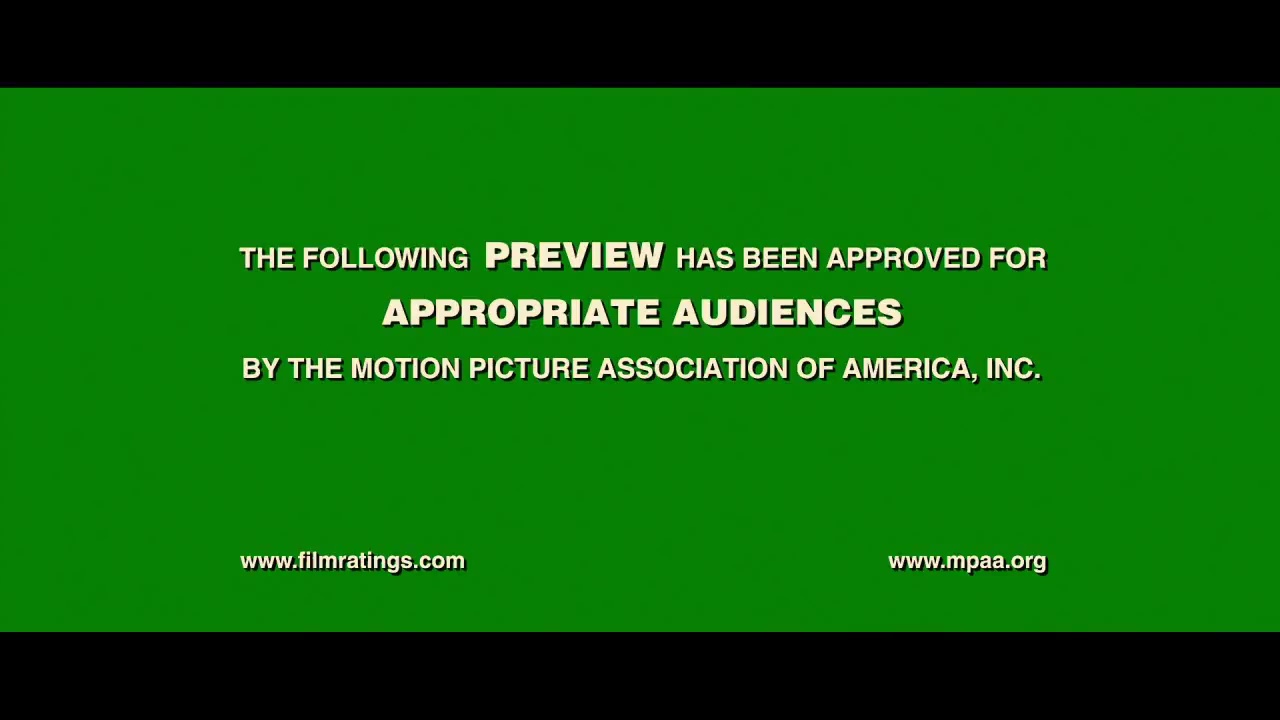 THE FOLLOWING PREVIEW HAS BEEN APPROVED FOR
APPROPRIATE AUDIENCES
BY THE MOTION PICTURE ASSOCIATION OF AMERICA, INC.
www.filmratings.com www.mpaa.org